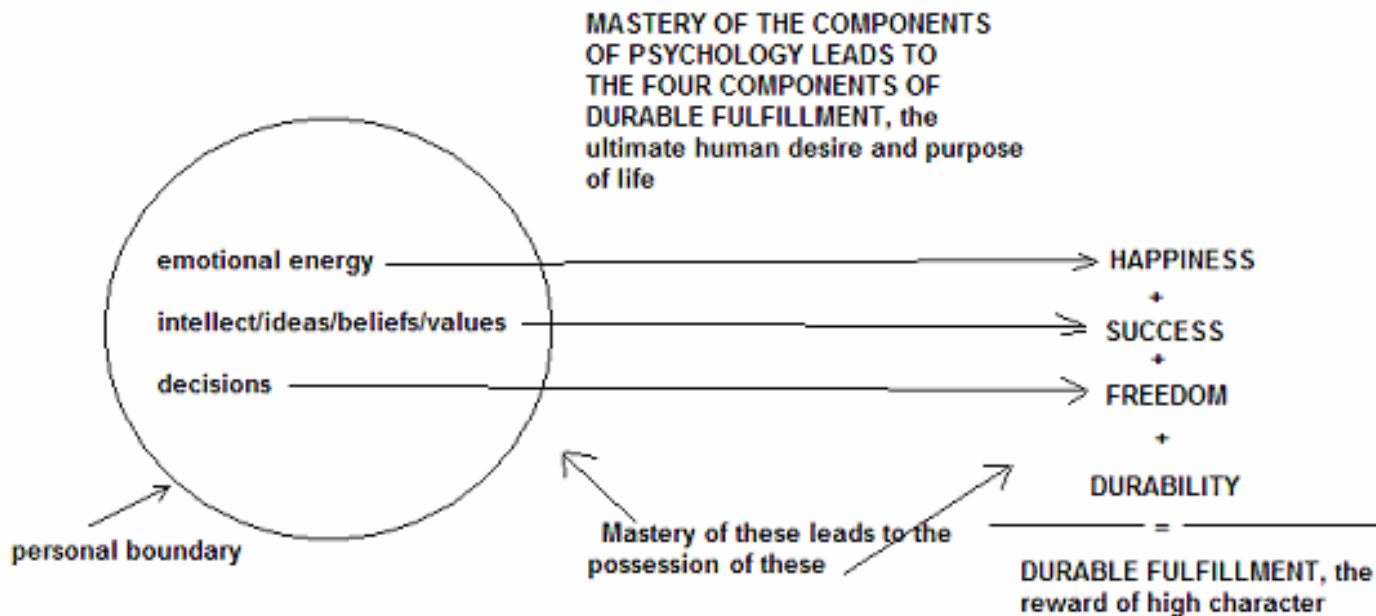 MASTERY OF THE COMPONENTS
OF PSYCHOLOGY LEADS TO
THE FOUR COMPONENTS OF
DURABLE FULFILLMENT, the
ultimate human desire and purpose
of life
emotional energy
HAPPINESS
+
intellect/ideas/beliefs/values
SUCCESS
+
decisions
FREEDOM
+
DURABILITY
=
personal boundary
Mastery of these leads to the
possession of these
DURABLE FULFILLMENT, the
reward of high character